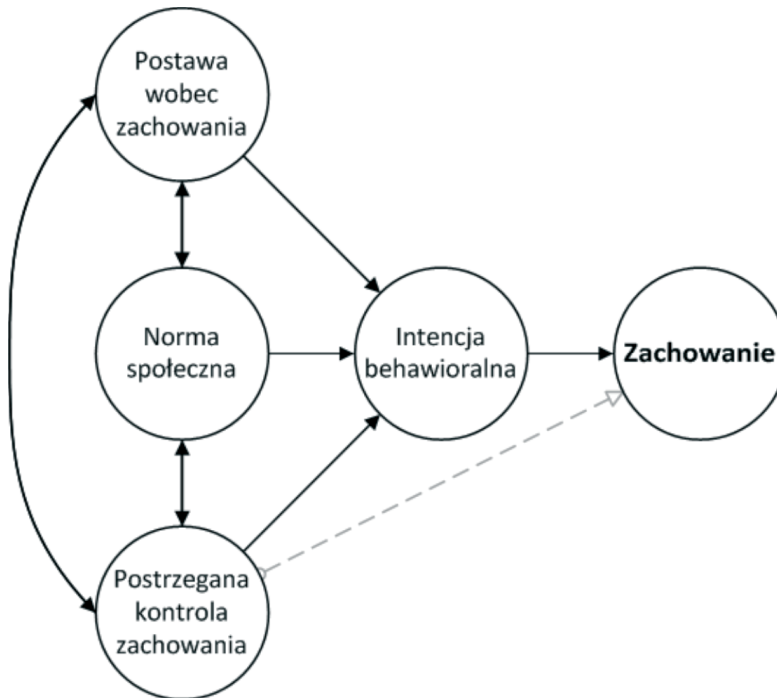 Postawa
wobec
zachowania
Norma
społeczna
Intencja
behawioralna
Zachowanie
Postrzegana
kontrola
zachowania